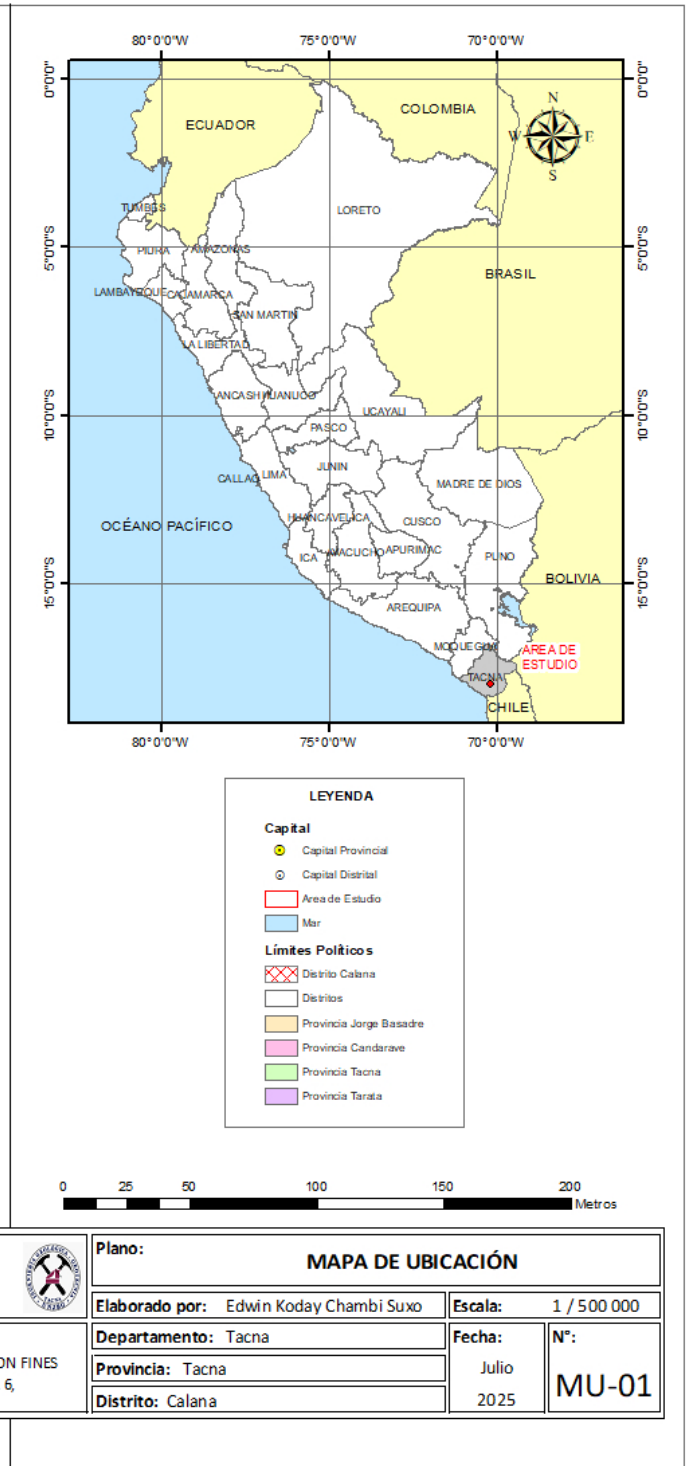 80°0'0"W 75°0'0"W 70°0'0"W
0°0'0" 0°0'0"
ECUADOR
COLOMBIA
N
W E
S
TUMBES
LORETO
5°0'0"S 5°0'0"S
PIURA
AMAZONAS
BRASIL
LAMBAYEQUE
CAJAMARCA
SAN MARTIN
LA LIBERTAD
ANCASH
HUANUCO
UCAYALI
10°0'0"S 10°0'0"S
PASCO
JUNIN
CALLAO
LIMA
MADRE DE DIOS
OCÉANO PACÍFICO
HUANCAVELICA
CUSCO
ICA
AYACUCHO
APURIMAC
PUNO
15°0'0"S 15°0'0"S
BOLIVIA
AREQUIPA
MOQUEGUA
AREA DE
ESTUDIO
TACNA
CHILE
80°0'0"W 75°0'0"W 70°0'0"W
LEYENDA
Capital
Capital Provincial
Capital Distrital
Area de Estudio
Mar
Límites Políticos
Distrito Calana
Distritos
Provincia Jorge Basadre
Provincia Candarave
Provincia Tacna
Provincia Tarata
0 25 50 100 150 200
Metros
Plano:
MAPA DE UBICACIÓN
Elaborado por: Edwin Koday Chambi Suxo
Escala: 1 / 500 000
Departamento: Tacna
Fecha:
N°:
ON FINES
6,
Provincia: Tacna
Julio
2025
MU-01
Distrito: Calana